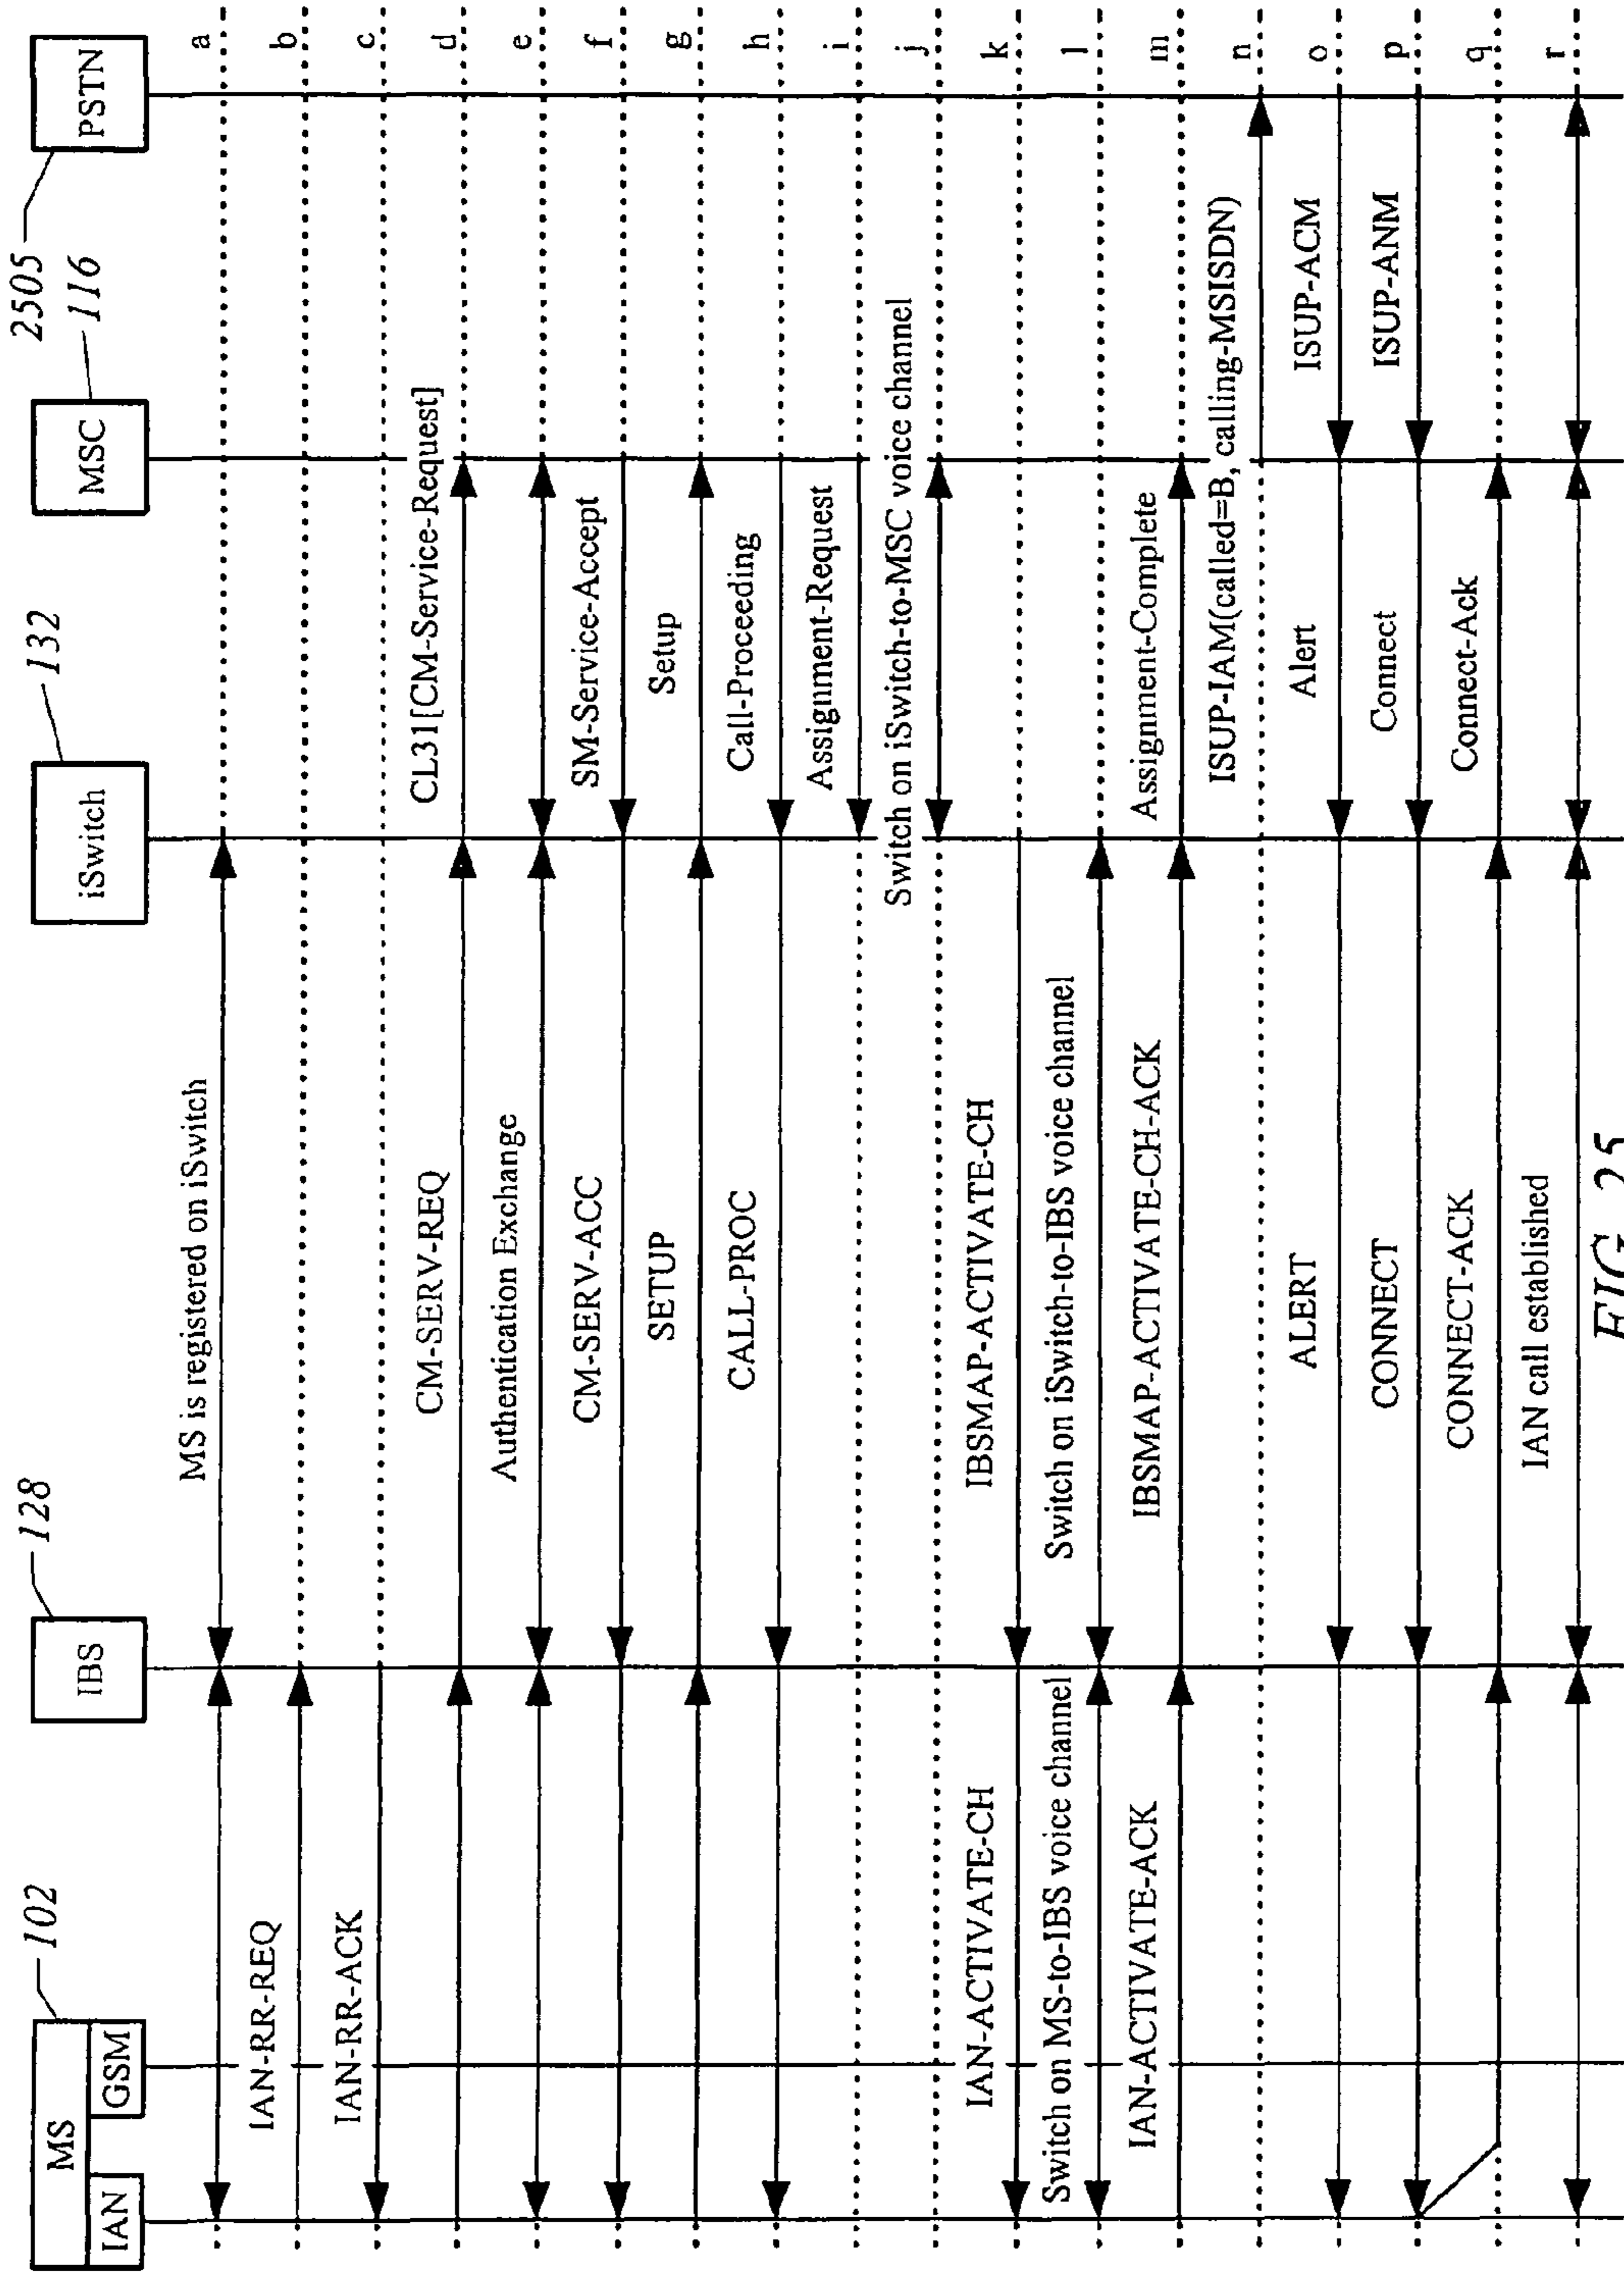 102
128
132
116
2505
MS
IAN
GSM
IBS
iSwitch
MSC
PSTN
MS is registered on iSwitch
a
IAN-RR-REQ
b
IAN-RR-ACK
c
CM-SERV-REQ
CL31[CM-Service-Request]
d
Authentication Exchange
e
CM-SERV-ACC
SM-Service-Accept
f
SETUP
Setup
g
CALL-PROC
Call-Proceeding
h
Assignment-Request
i
Switch on iSwitch-to-MSC voice channel
j
IAN-ACTIVATE-CH
IBSMAP-ACTIVATE-CH
k
Switch on MS-to-IBS voice channel
Switch on iSwitch-to-IBS voice channel
l
IAN-ACTIVATE-ACK
IBSMAP-ACTIVATE-CH-ACK
Assignment-Complete
m
ISUP-IAM(called=B, calling-MSISDN)
n
ALERT
Alert
ISUP-ACM
o
CONNECT
Connect
ISUP-ANM
p
CONNECT-ACK
Connect-Ack
q
IAN call established
r
FIG. 25